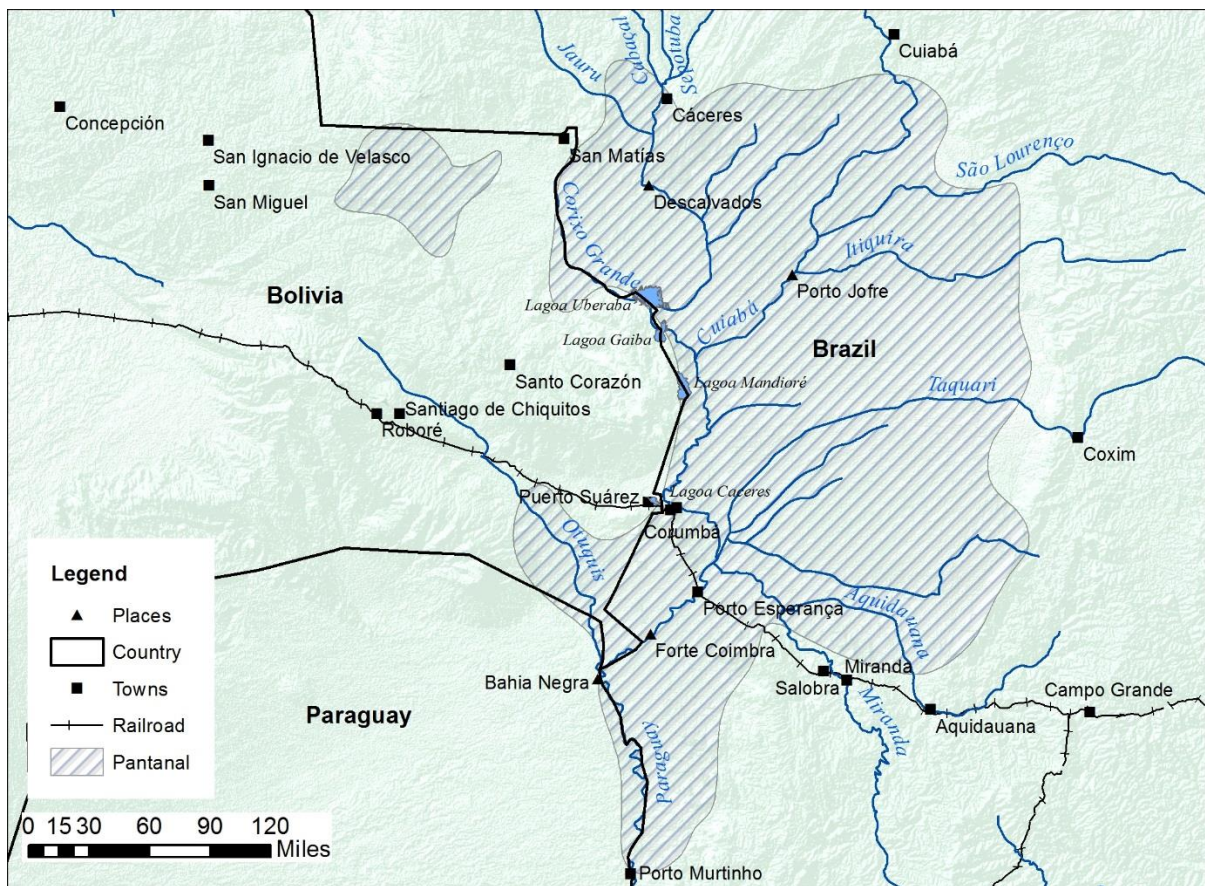 Cuiabá
Jauru
Cabaçal
Sepotuba
Cáceres
Concepción
San Ignacio de Velasco
San Matías
São Lourenço
San Miguel
Descalvados
Corixo Grande
Itiquira
Bolivia
Porto Jofre
Lagoa Uberaba
Cuiabá
Lagoa Gaiba
Brazil
Santo Corazón
Lagoa Mandioré
Taquari
Santiago de Chiquitos
Roboré
Coxim
Puerto Suárez
Lagoa Caceres
Corumbá
Otuquis
Legend
Places
Country
Towns
Railroad
Pantanal
Porto Esperança
Aquidauana
Forte Coimbra
Miranda
Salobra
Bahia Negra
Campo Grande
Paraguay
Aquidauana
Miranda
Paraguay
0 15 30 60 90 120
Miles
Porto Murtinho